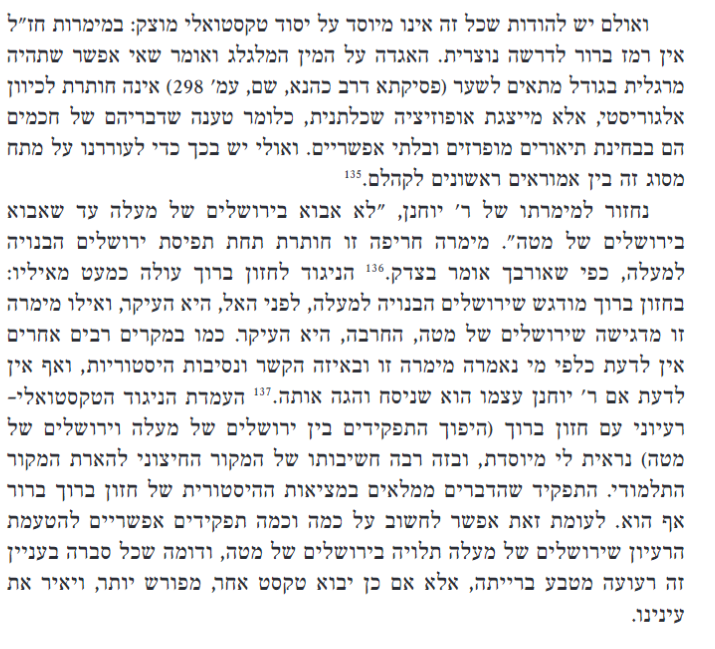 ואולם יש להודות שכל זה אינו מיוסד על יסוד טקסטואלי מוצק: במימרות חז״ל
אין רמז ברור לדרשה נוצרית. האגדה על המין המלגלג ואומר שאי אפשר שתהיה
מרגלית בגודל מתאים לשער (פסיקתא דרב כהנא, שם, עמ׳ 298) אינה חותרת לכיוון
אלגוריסטי, אלא מייצגת אופוזיציה שכלתנית, כלומר טענה שדבריהם של חכמים
הם בבחינת תיאורים מופרזים ובלתי אפשריים. ואולי יש בכך כדי לעוררנו על מתח
מסוג זה בין אמוראים ראשונים לקהלם.135
נחזור למימרתו של ר׳ יוחנן, ״לא אבוא בירושלים של מעלה עד שאבוא
בירושלים של מטה״. מימרה חריפה זו חותרת תחת תפיסת ירושלים הבנויה
למעלה, כפי שאורבך אומר בצדק.136 הניגוד לחזון ברוך עולה כמעט מאיליו:
בחזון ברוך מודגש שירושלים הבנויה למעלה, לפני האל, היא העיקר, ואילו מימרה
זו מדגישה שירושלים של מטה, החרבה, היא העיקר. כמו במקרים רבים אחרים
אין לדעת כלפי מי נאמרה מימרה זו ובאיזה הקשר ונסיבות היסטוריות, ואף אין
לדעת אם ר׳ יוחנן עצמו הוא שניסח והגה אותה.137 העמדת הניגוד הטקסטואלי–
רעיוני עם חזון ברוך (היפוך התפקידים בין ירושלים של מעלה וירושלים של
מטה) נראית לי מיוסדת, ובזה רבה חשיבותו של המקור החיצוני להארת המקור
התלמודי. התפקיד שהדברים ממלאים במציאות ההיסטורית של חזון ברוך ברור
אף הוא. לעומת זאת אפשר לחשוב על כמה וכמה תפקידים אפשריים להטעמת
הרעיון שירושלים של מעלה תלויה בירושלים של מטה, ודומה שכל סברה בעניין
זה רעועה מטבע ברייתה, אלא אם כן יבוא טקסט אחר, מפורש יותר, ויאיר את
עינינו.